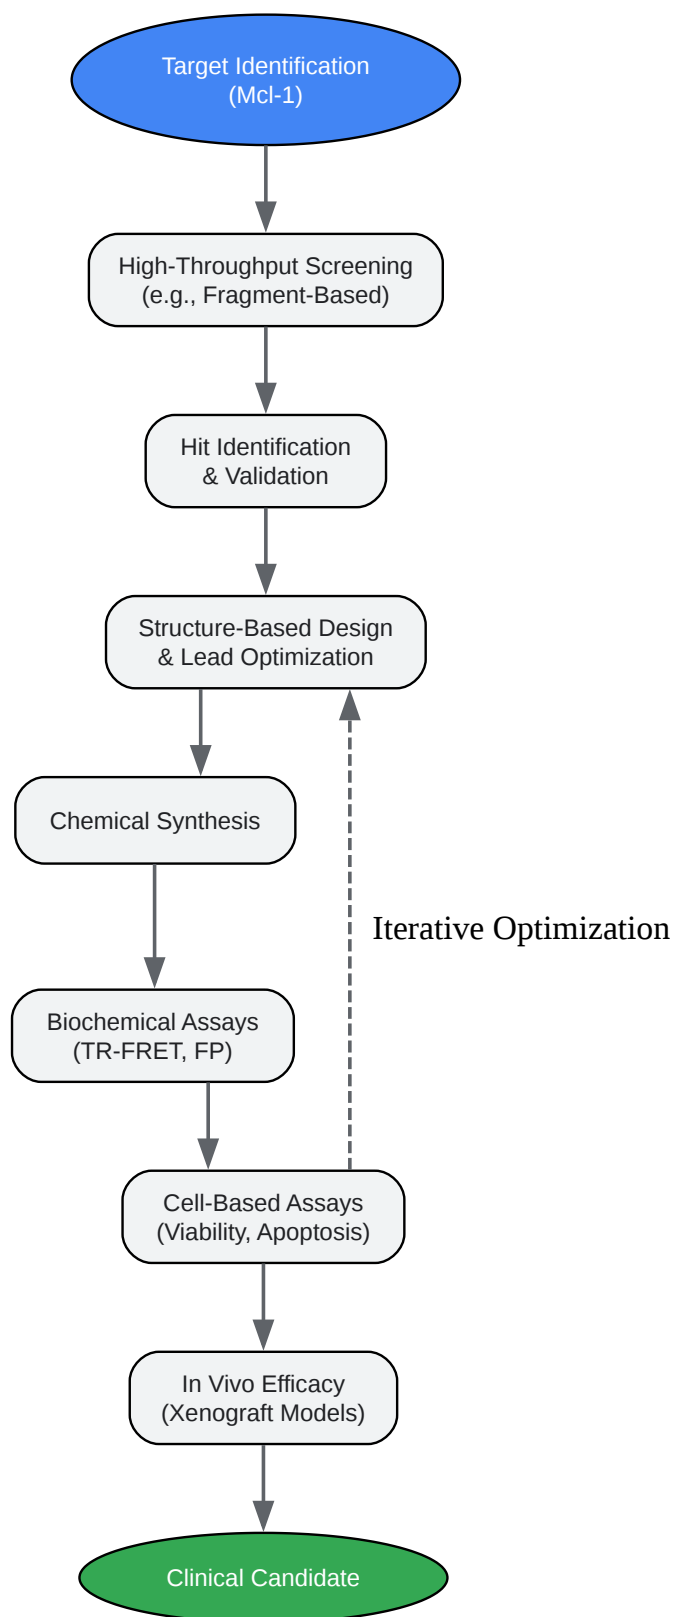 Target Identification
(Mcl-1)
High-Throughput Screening
(e.g., Fragment-Based)
Hit Identification
& Validation
Structure-Based Design
& Lead Optimization
Chemical Synthesis
Iterative Optimization
Biochemical Assays
(TR-FRET, FP)
Cell-Based Assays
(Viability, Apoptosis)
In Vivo Efficacy
(Xenograft Models)
Clinical Candidate